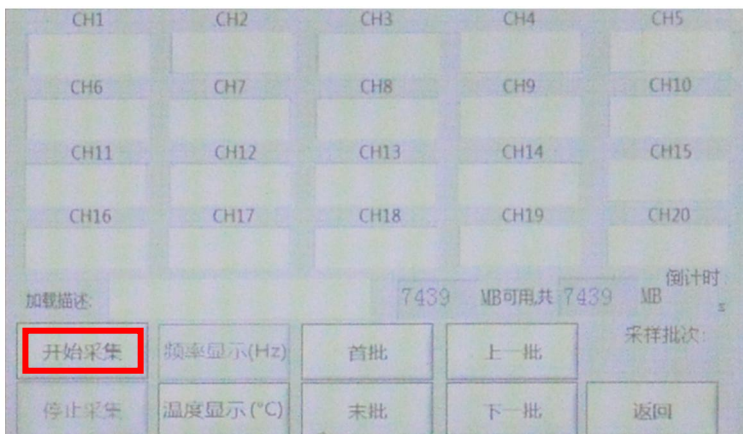 CH1 CH2 CH3 CH4 CH5
CH6 CH7 CH8 CH9 CH10
CH11 CH12 CH13 CH14 CH15
CH16 CH17 CH18 CH19 CH20
倒计时
加载描述: 7439 MB可用,共 7439 MB s
开始采集 频率显示(Hz) 首批 上一批 采样批次:
停止采集 温度显示(°C) 末批 下一批 返回